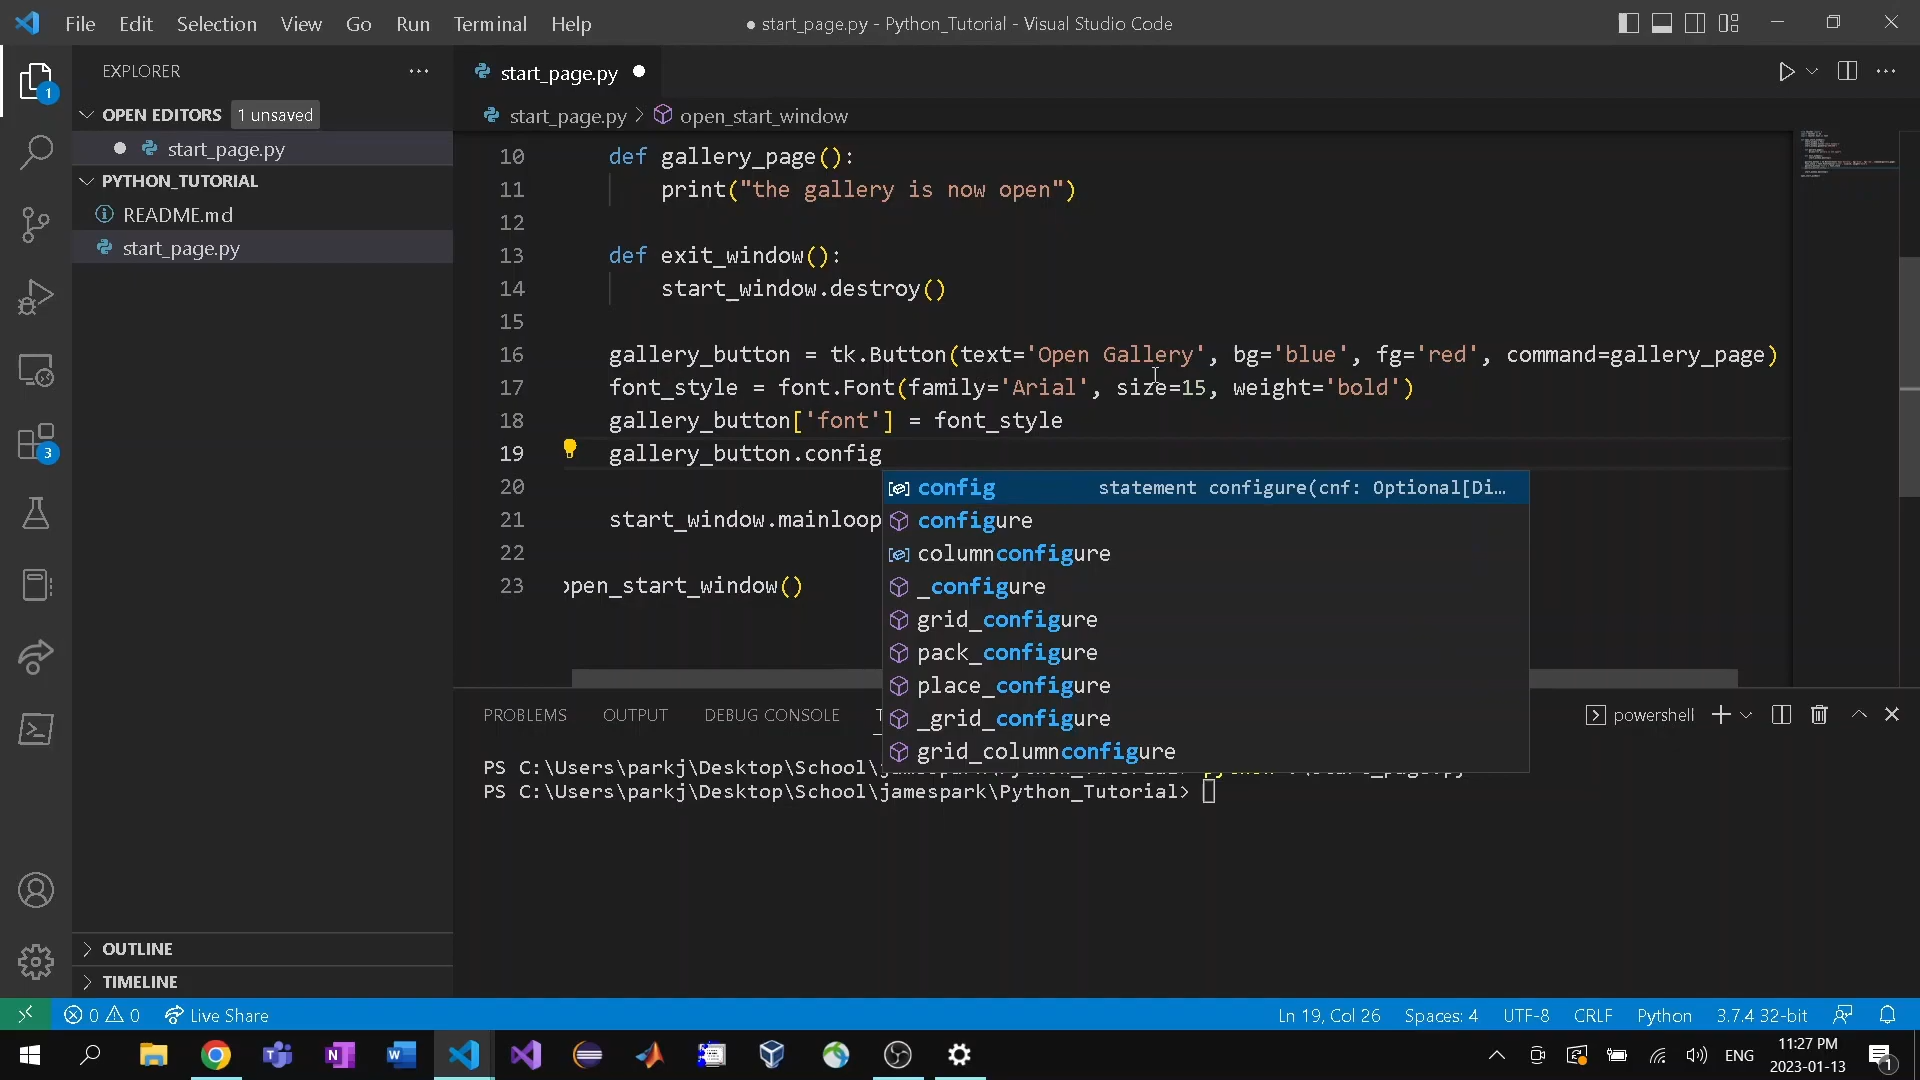 File Edit Selection View Go Run Terminal Help
● start_page.py - Python_Tutorial - Visual Studio Code
EXPLORER
OPEN EDITORS 1 unsaved
start_page.py
PYTHON_TUTORIAL
README.md
start_page.py
OUTLINE
TIMELINE
1
3
start_page.py
start_page.py > open_start_window
10 def gallery_page():
11 print("the gallery is now open")
12
13 def exit_window():
14 start_window.destroy()
15
16 gallery_button = tk.Button(text='Open Gallery', bg='blue', fg='red', command=gallery_page)
17 font_style = font.Font(family='Arial', size=15, weight='bold')
18 gallery_button['font'] = font_style
19 gallery_button.config
20
21 start_window.mainloop
22
23 open_start_window()
config statement configure(cnf: Optional[Di...
configure
columnconfigure
_configure
grid_configure
pack_configure
place_configure
_grid_configure
grid_columnconfigure
PROBLEMS OUTPUT DEBUG CONSOLE
powershell
PS C:\Users\parkj\Desktop\School\
PS C:\Users\parkj\Desktop\School\jamespark\Python_Tutorial>
0 0 Live Share
Ln 19, Col 26 Spaces: 4 UTF-8 CRLF Python 3.7.4 32-bit
ENG
11:27 PM
2023-01-13
1